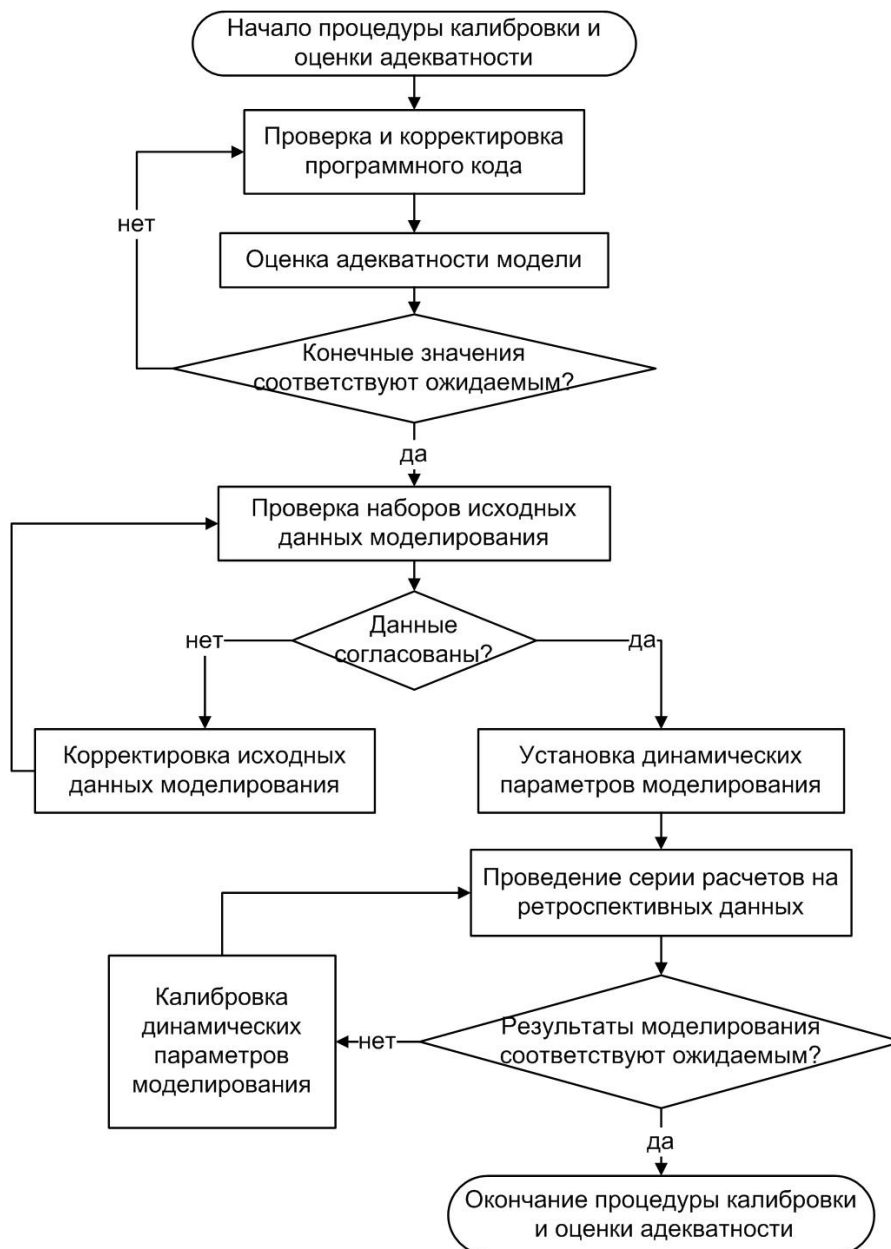 Начало процедуры калибровки и
оценки адекватности
Проверка и корректировка
программного кода
нет
Оценка адекватности модели
Конечные значения
соответствуют ожидаемым?
да
Проверка наборов исходных
данных моделирования
Данные
согласованы?
нет
да
Корректировка исходных
данных моделирования
Установка динамических
параметров моделирования
Проведение серии расчетов на
ретроспективных данных
Калибровка
динамических
параметров
моделирования
нет
Результаты моделирования
соответствуют ожидаемым?
да
Окончание процедуры калибровки
и оценки адекватности